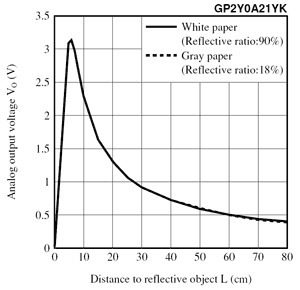 GP2Y0A21YK
White paper
(Reflective ratio:90%)
Gray paper
(Reflective ratio:18%)
Analog output voltage VO (V)
3.5
3
2.5
2
1.5
1
0.5
0
0 10 20 30 40 50 60 70 80
Distance to reflective object L (cm)